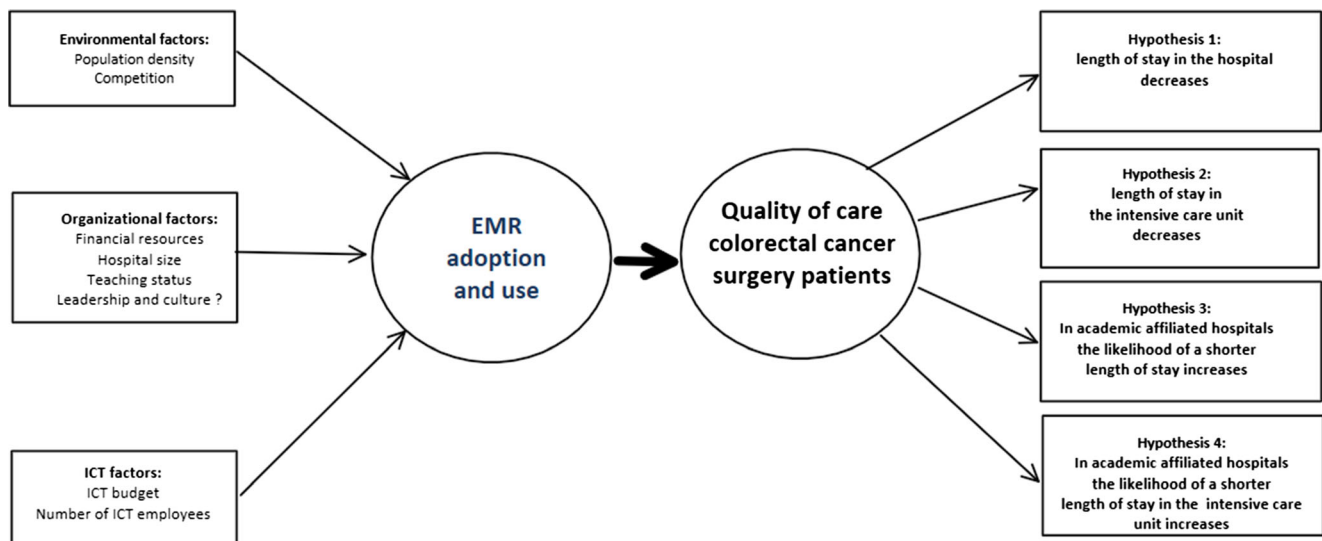 Environmental factors:
Population density
Competition
Organizational factors:
Financial resources
Hospital size
Teaching status
Leadership and culture ?
ICT factors:
ICT budget
Number of ICT employees
EMR
adoption
and use
Quality of care
colorectal cancer
surgery patients
Hypothesis 1:
length of stay in the hospital
decreases
Hypothesis 2:
length of stay in
the intensive care unit
decreases
Hypothesis 3:
In academic affiliated hospitals
the likelihood of a shorter
length of stay increases
Hypothesis 4:
In academic affiliated hospitals
the likelihood of a shorter
length of stay in the intensive care
unit increases